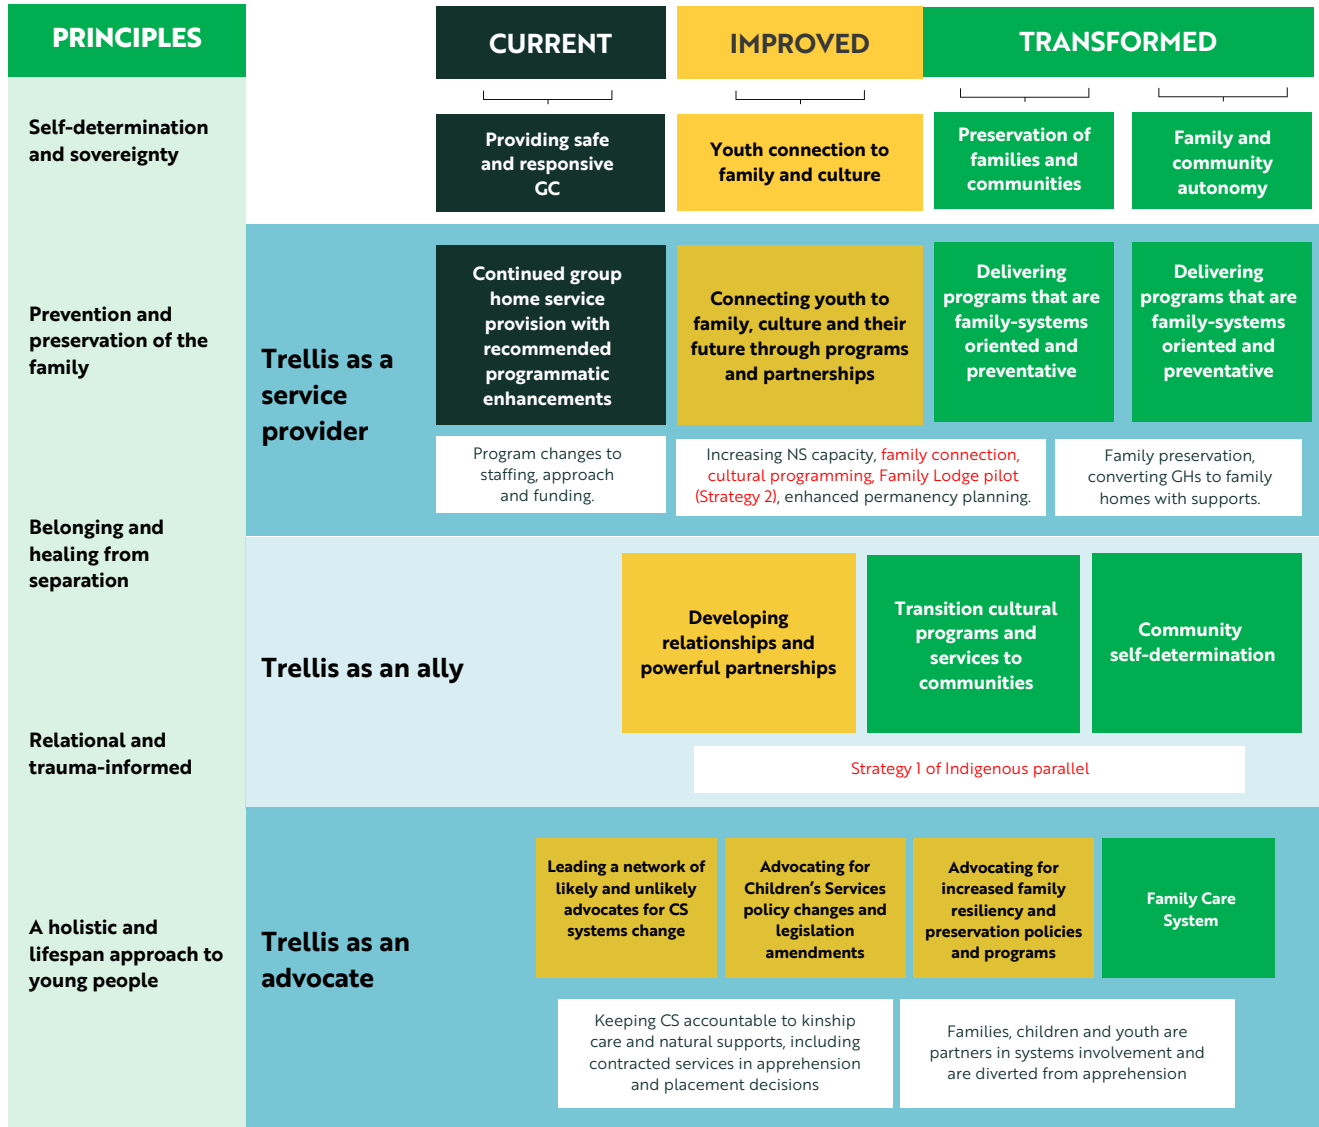 PRINCIPLES
Self-determination
and sovereignty
Prevention and
preservation of the
family
Belonging and
healing from
separation
Relational and
trauma-informed
A holistic and
lifespan approach to
young people
CURRENT
IMPROVED
TRANSFORMED
Providing safe
and responsive
GC
Youth connection to
family and culture
Preservation of
families and
communities
Family and
community
autonomy
Trellis as a
service
provider
Continued group
home service
provision with
recommended
programmatic
enhancements
Connecting youth to
family, culture and their
future through programs
and partnerships
Delivering
programs that are
family-systems
oriented and
preventative
Delivering
programs that are
family-systems
oriented and
preventative
Program changes to
staffing, approach
and funding.
Increasing NS capacity, family connection,
cultural programming, Family Lodge pilot
(Strategy 2), enhanced permanency planning.
Family preservation,
converting GHs to family
homes with supports.
Trellis as an ally
Developing
relationships and
powerful partnerships
Transition cultural
programs and
services to
communities
Community
self-determination
Strategy 1 of Indigenous parallel
Trellis as an
advocate
Leading a network of
likely and unlikely
advocates for CS
systems change
Advocating for
Children’s Services
policy changes and
legislation
amendments
Advocating for
increased family
resiliency and
preservation policies
and programs
Family Care
System
Keeping CS accountable to kinship
care and natural supports, including
contracted services in apprehension
and placement decisions
Families, children and youth are
partners in systems involvement and
are diverted from apprehension